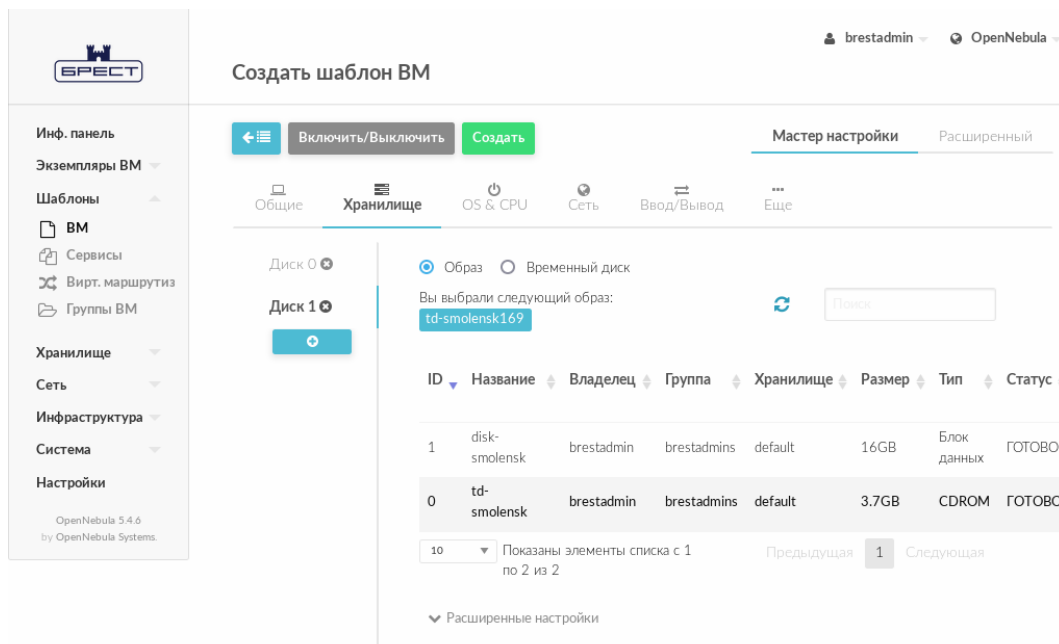 brestadmin OpenNebula
БРЕСТ
Создать шаблон ВМ
Инф. панель
Экземпляры ВМ
Шаблоны
ВМ
Сервисы
Вирт. маршрутиз
Группы ВМ
Хранилище
Сеть
Инфраструктура
Система
Настройки
OpenNebula 5.4.6
by OpenNebula Systems.
Включить/Выключить Создать
Мастер настройки Расширенный
Общие Хранилище OS & CPU Сеть Ввод/Вывод Еще
Диск 0
Диск 1
Образ Временный диск
Вы выбрали следующий образ:
td-smolensk169
Поиск
ID Название Владелец Группа Хранилище Размер Тип Статус
1 disk-smolensk brestadmin brestadmins default 16GB Блок данных ГОТОВО
0 td-smolensk brestadmin brestadmins default 3.7GB CDROM ГОТОВО
10 Показаны элементы списка с 1
по 2 из 2
Предыдущая 1 Следующая
Расширенные настройки